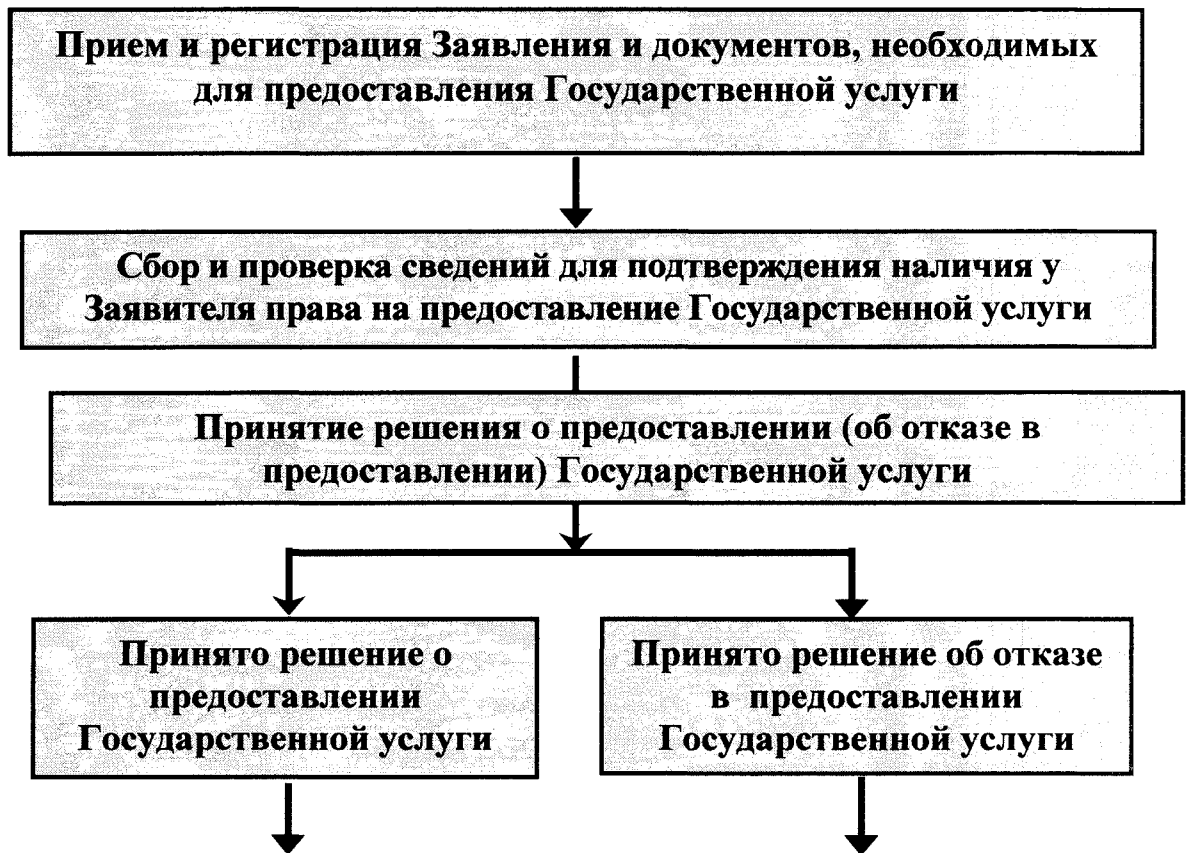 Прием и регистрация Заявления и документов, необходимых
для предоставления Государственной услуги
Сбор и проверка сведений для подтверждения наличия у
Заявителя права на предоставление Государственной услуги
Принятие решения о предоставлении (об отказе в
предоставлении) Государственной услуги
Принято решение о
предоставлении
Государственной услуги
Принято решение об отказе
в предоставлении
Государственной услуги